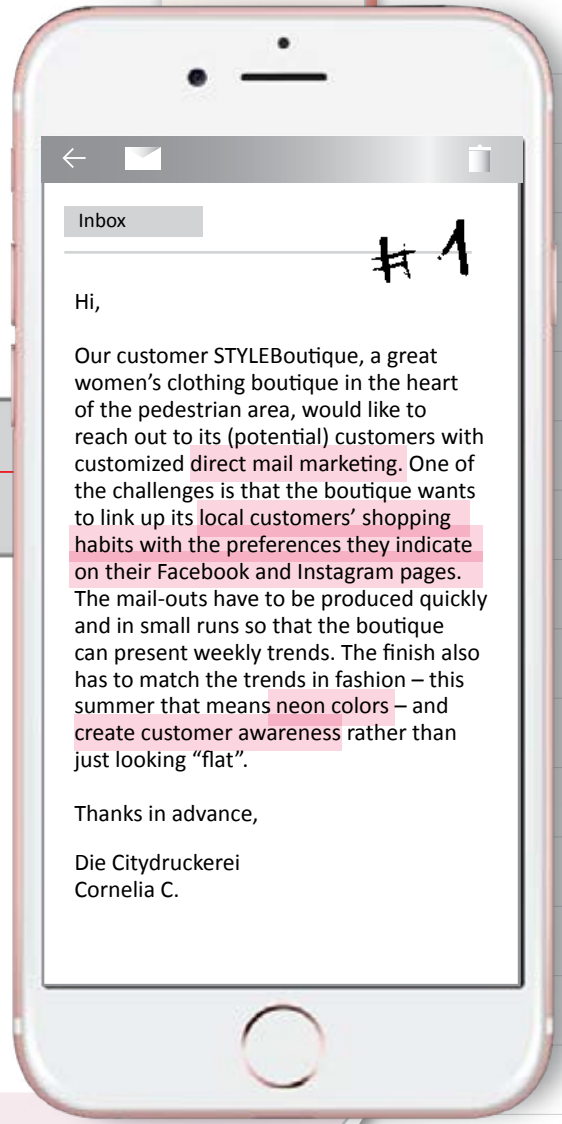 Inbox
#1
Hi,
Our customer STYLEBoutique, a great
women's clothing boutique in the heart
of the pedestrian area, would like to
reach out to its (potential) customers with
customized direct mail marketing. One of
the challenges is that the boutique wants
to link up its local customers' shopping
habits with the preferences they indicate
on their Facebook and Instagram pages.
The mail-outs have to be produced quickly
and in small runs so that the boutique
can present weekly trends. The finish also
has to match the trends in fashion – this
summer that means neon colors – and
create customer awareness rather than
just looking “flat”.
Thanks in advance,
Die Citydruckerei
Cornelia C.